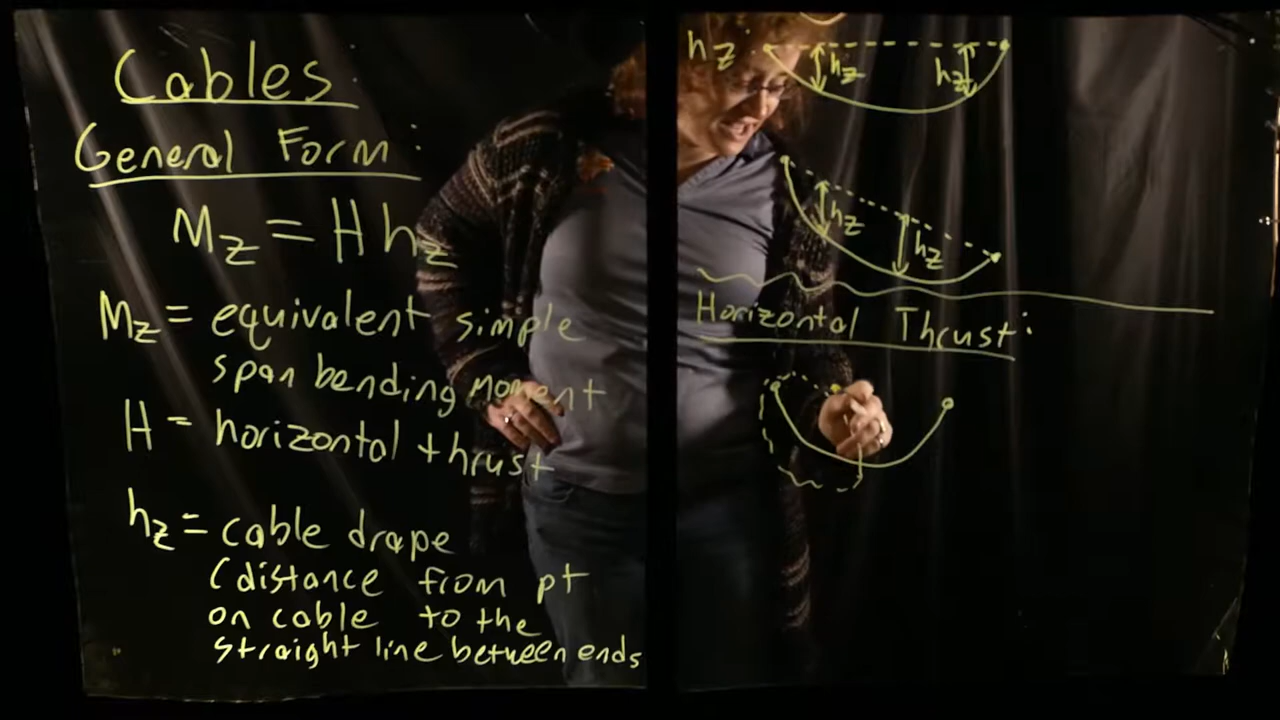 Cables
General Form:
Mz = Hhz
Mz = equivalent simple
span bending moment
H = horizontal thrust
hz = cable drape
(distance from pt
on cable to the
straight line between ends
hz:
hz
hz
hz
hz
Horizontal Thrust: